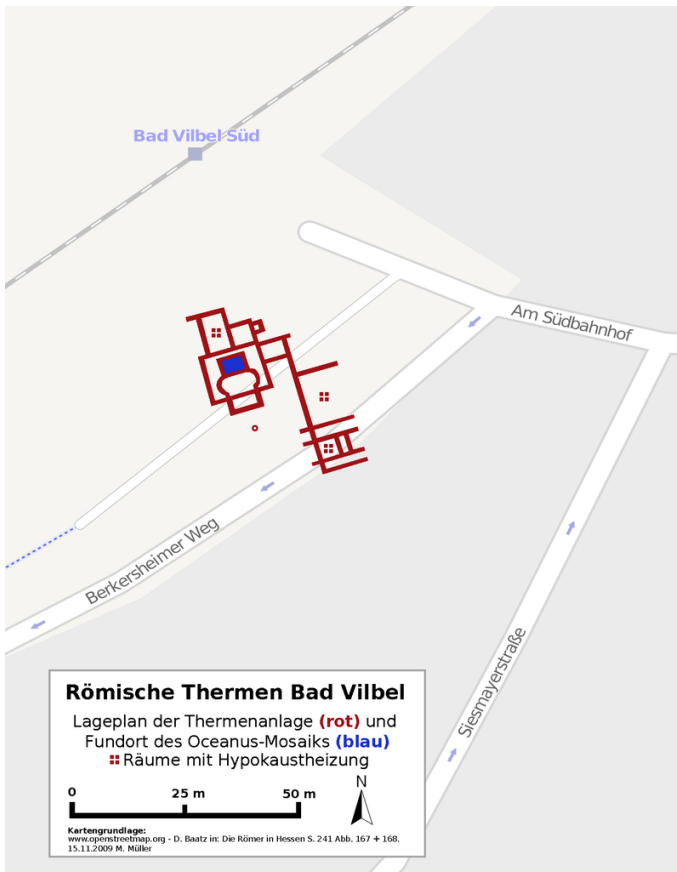 Bad Vilbel Süd
Am Südbahnhof
Berkersheimer Weg
Siesmayerstraße
Römische Thermen Bad Vilbel
Lageplan der Thermenanlage (rot) und
Fundort des Oceanus-Mosaiks (blau)
Räume mit Hypokaustheizung
0 25 m 50 m
N
Kartengrundlage:
www.openstreetmap.org - D. Baatz in: Die Römer in Hessen S. 241 Abb. 167 + 168.
15.11.2009 M. Müller